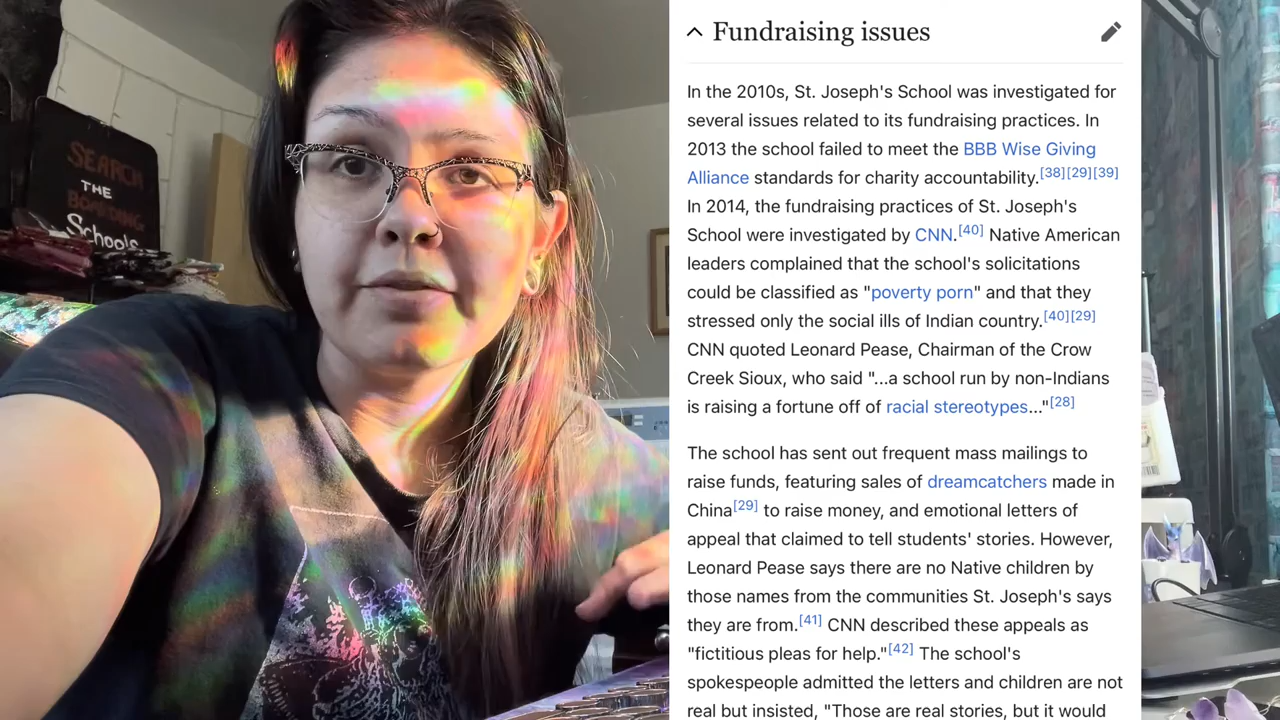 SEARCH
THE
BOARDING
Schools
Fundraising issues
In the 2010s, St. Joseph's School was investigated for
several issues related to its fundraising practices. In
2013 the school failed to meet the BBB Wise Giving
Alliance standards for charity accountability.[38][29][39]
In 2014, the fundraising practices of St. Joseph's
School were investigated by CNN.[40] Native American
leaders complained that the school's solicitations
could be classified as "poverty porn" and that they
stressed only the social ills of Indian country.[40][29]
CNN quoted Leonard Pease, Chairman of the Crow
Creek Sioux, who said "...a school run by non-Indians
is raising a fortune off of racial stereotypes..."[28]
The school has sent out frequent mass mailings to
raise funds, featuring sales of dreamcatchers made in
China[29] to raise money, and emotional letters of
appeal that claimed to tell students' stories. However,
Leonard Pease says there are no Native children by
those names from the communities St. Joseph's says
they are from.[41] CNN described these appeals as
"fictitious pleas for help."[42] The school's
spokespeople admitted the letters and children are not
real but insisted, "Those are real stories, but it would